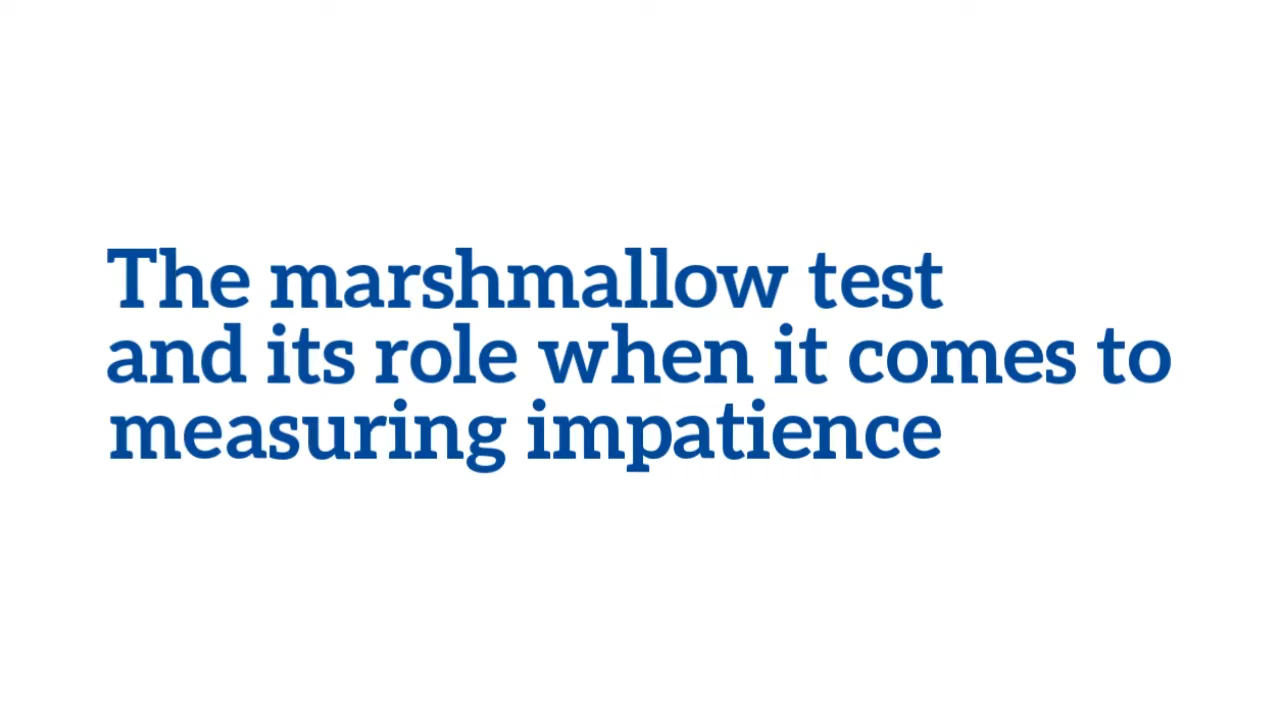 The marshmallow test
and its role when it comes to
measuring impatience